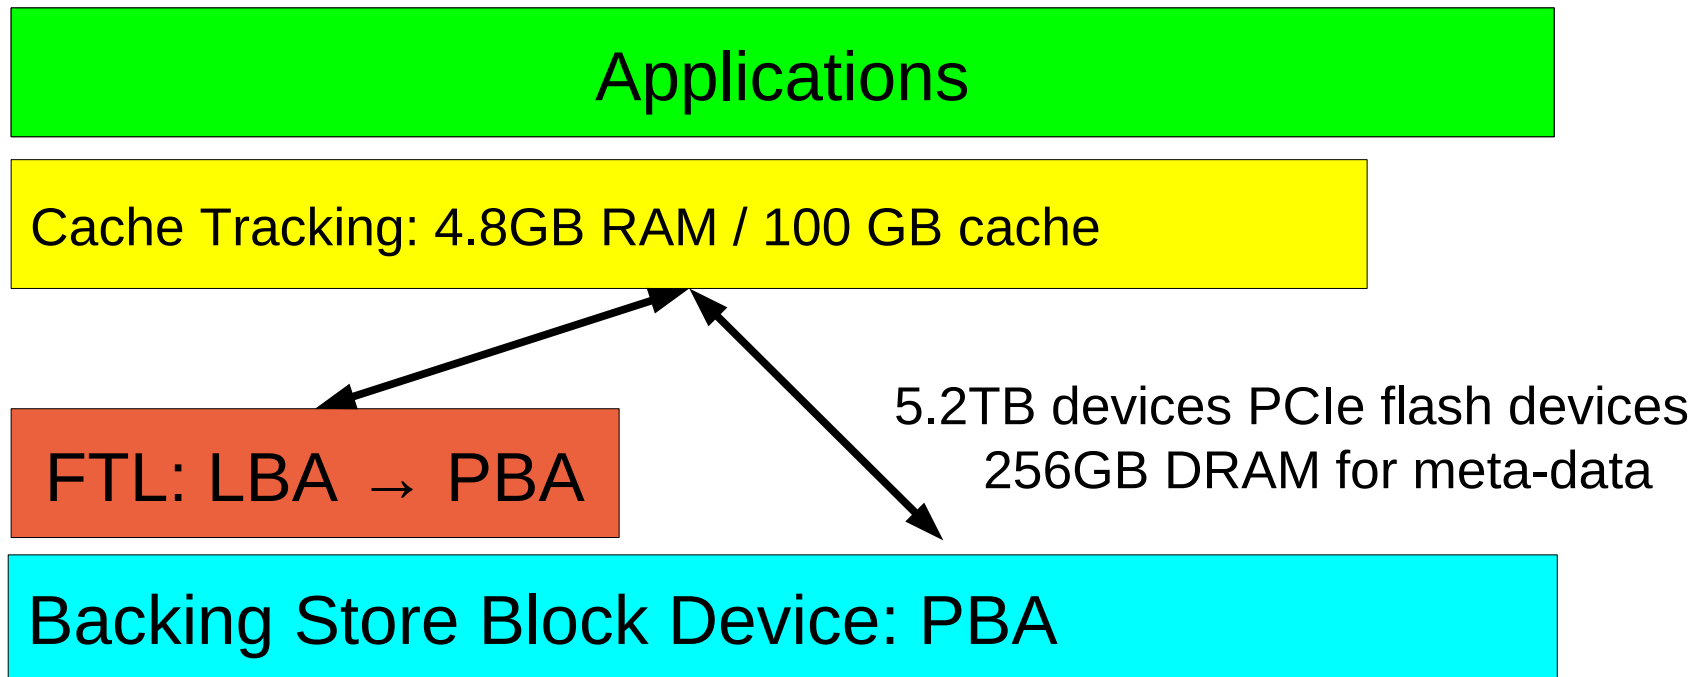 Applications
Cache Tracking: 4.8GB RAM / 100 GB cache
5.2TB devices PCIe flash devices
256GB DRAM for meta-data
FTL: LBA → PBA
Backing Store Block Device: PBA